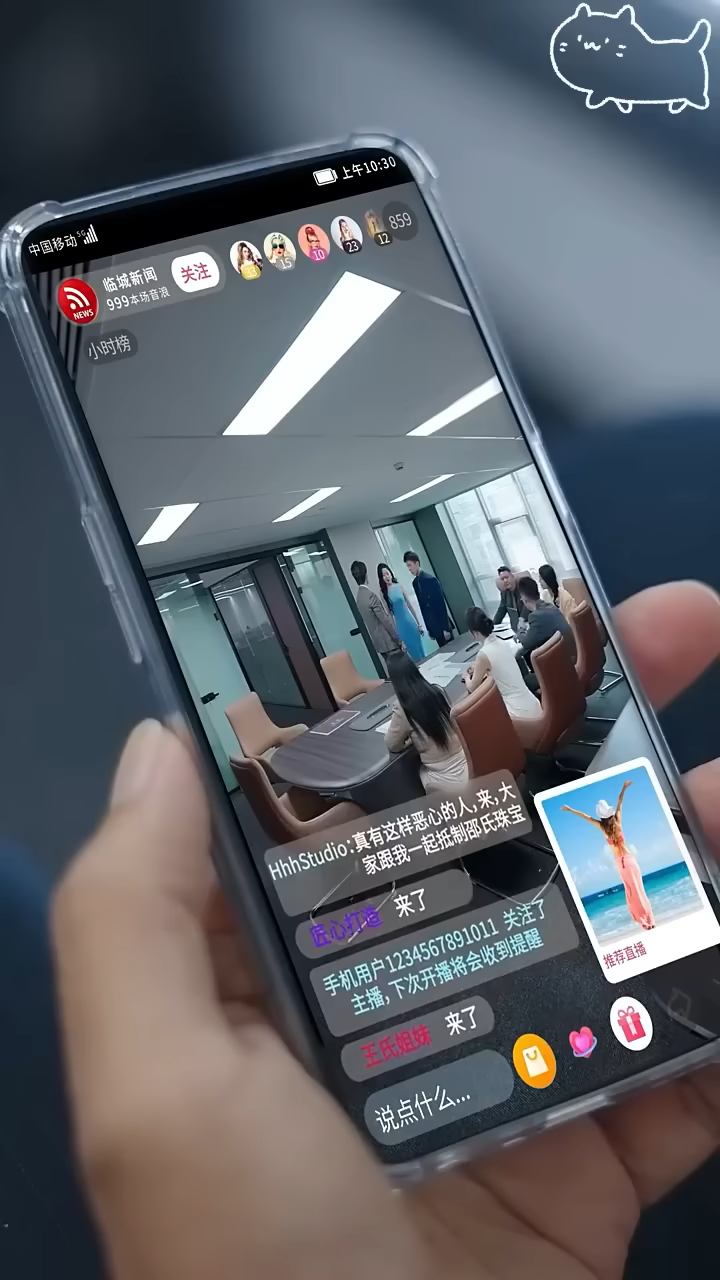 中国移动 5G
上午10:30
临城新闻
999本场音浪
关注
NEWS
15
10
23
12
859
小时榜
HhhStudio:真有这样恶心的人,来,大
家跟我一起抵制邵氏珠宝
匠心打造 来了
手机用户1234567891011 关注了
主播,下次开播将会收到提醒
王氏姐妹 来了
推荐直播
说点什么...